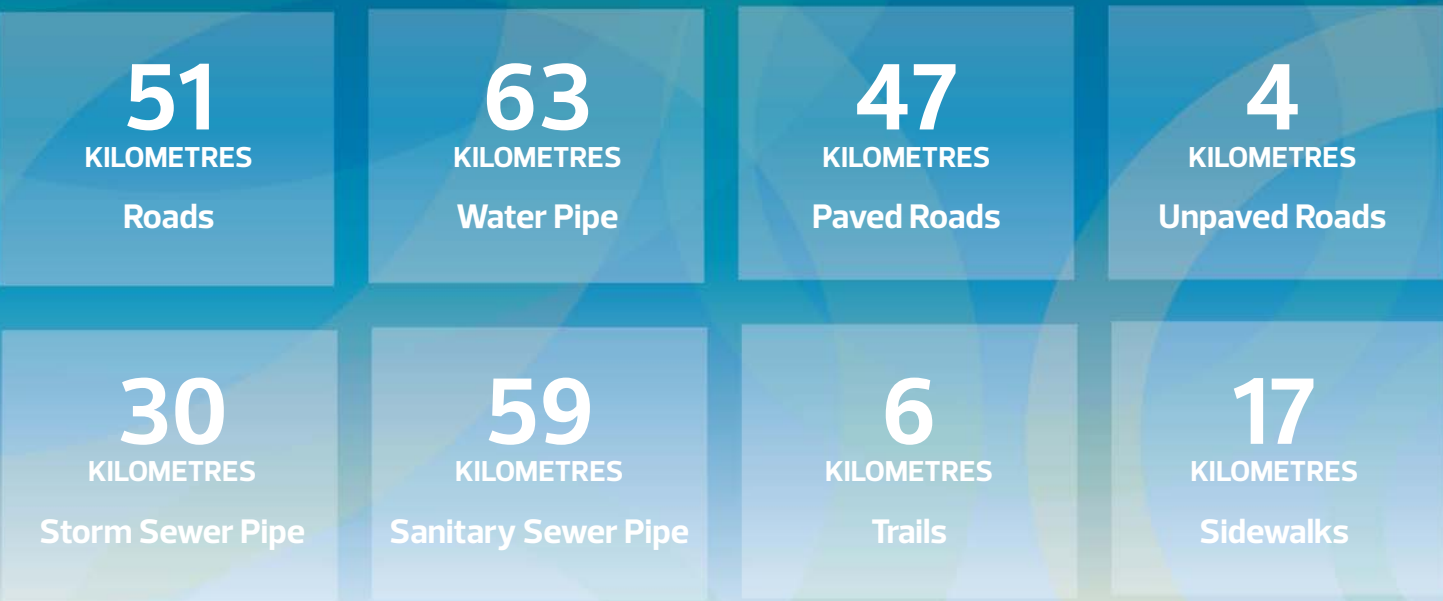 51
KILOMETRES
Roads
63
KILOMETRES
Water Pipe
47
KILOMETRES
Paved Roads
4
KILOMETRES
Unpaved Roads
30
KILOMETRES
Storm Sewer Pipe
59
KILOMETRES
Sanitary Sewer Pipe
6
KILOMETRES
Trails
17
KILOMETRES
Sidewalks